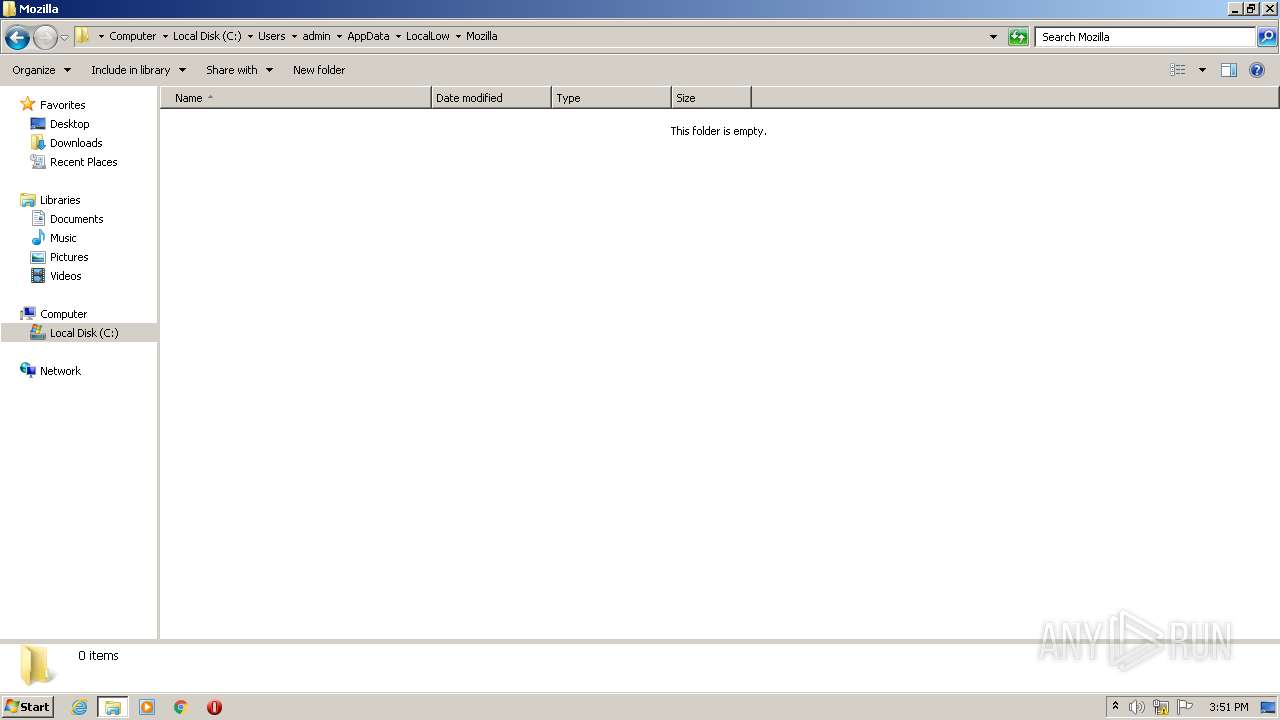 Mozilla
Computer Local Disk (C:) Users admin AppData LocalLow Mozilla
Search Mozilla
Organize Include in library Share with New folder
Name Date modified Type Size
This folder is empty.
Favorites
Desktop
Downloads
Recent Places
Libraries
Documents
Music
Pictures
Videos
Computer
Local Disk (C:)
Network
ANY RUN
0 items
Start
3:51 PM